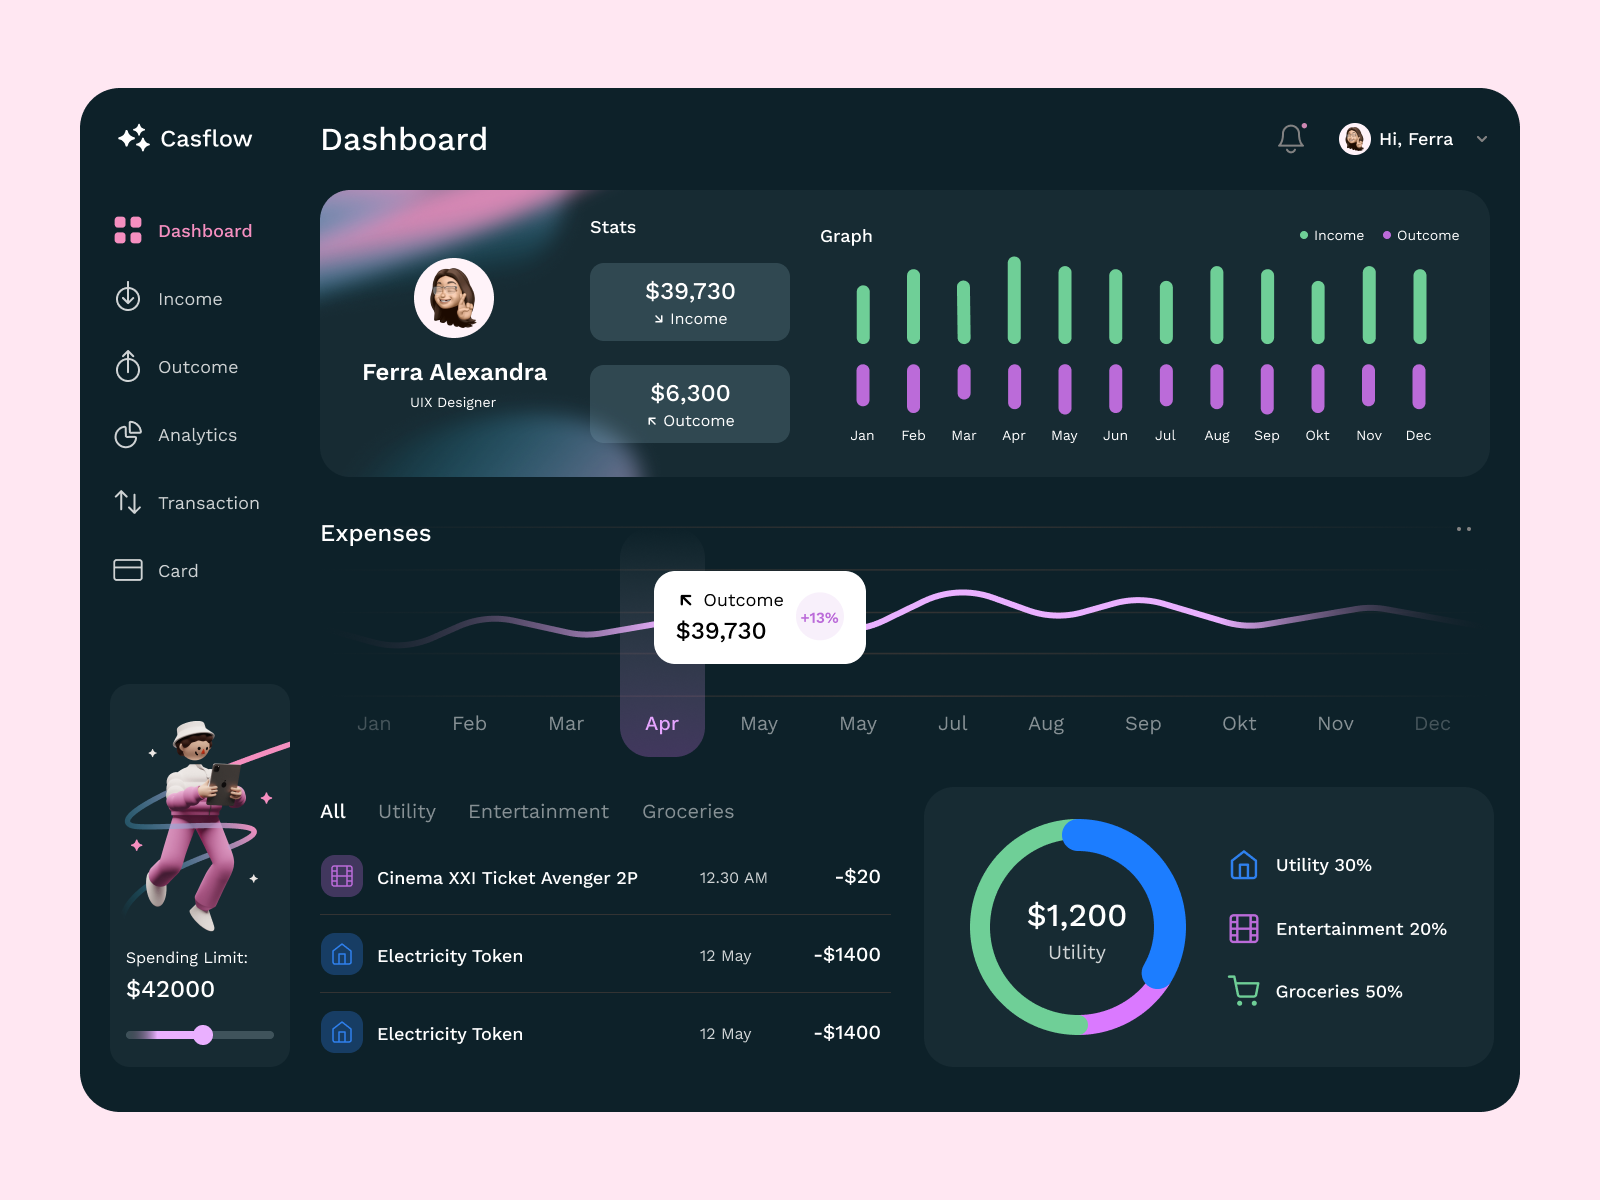 Casflow
Dashboard
Hi, Ferra
Dashboard
Income
Outcome
Analytics
Transaction
Card
Spending Limit:
$42000
Ferra Alexandra
UIX Designer
Stats
$39,730
Income
$6,300
Outcome
Graph
Income Outcome
Jan Feb Mar Apr May Jun Jul Aug Sep Okt Nov Dec
Expenses
Outcome
$39,730
+13%
Jan Feb Mar Apr May May Jul Aug Sep Okt Nov Dec
All Utility Entertainment Groceries
Cinema XXI Ticket Avenger 2P 12.30 AM -$20
Electricity Token 12 May -$1400
Electricity Token 12 May -$1400
$1,200
Utility
Utility 30%
Entertainment 20%
Groceries 50%